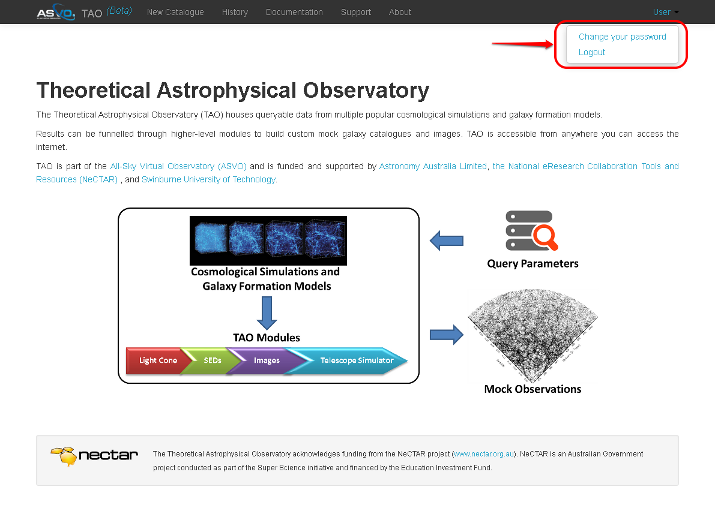 ASVO TAO (Beta) New Catalogue History Documentation Support About User
Change your password
Logout
Theoretical Astrophysical Observatory
The Theoretical Astrophysical Observatory (TAO) houses queryable data from multiple popular cosmological simulations and galaxy formation models.
Results can be funnelled through higher-level modules to build custom mock galaxy catalogues and images. TAO is accessible from anywhere you can access the
internet.
TAO is part of the All-Sky Virtual Observatory (ASVO) and is funded and supported by Astronomy Australia Limited, the National eResearch Collaboration Tools and
Resources (NeCTAR) , and Swinburne University of Technology.
Cosmological Simulations and
Galaxy Formation Models
TAO Modules
Light Cone SEDs Images Telescope Simulator
Query Parameters
Mock Observations
nectar
The Theoretical Astrophysical Observatory acknowledges funding from the NeCTAR project (www.nectar.org.au). NeCTAR is an Australian Government
project conducted as part of the Super Science initiative and financed by the Education Investment Fund.